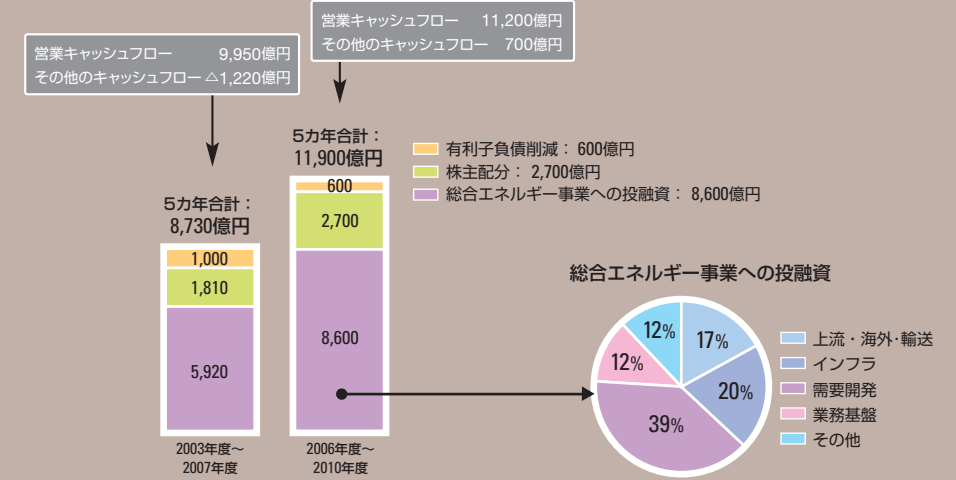 営業キャッシュフロー 9,950億円
その他のキャッシュフロー △1,220億円
営業キャッシュフロー 11,200億円
その他のキャッシュフロー 700億円
5カ年合計：
8,730億円
1,000
1,810
5,920
2003年度～
2007年度
5カ年合計：
11,900億円
600
2,700
8,600
2006年度～
2010年度
有利子負債削減： 600億円
株主配分： 2,700億円
総合エネルギー事業への投融資： 8,600億円
総合エネルギー事業への投融資
17%
20%
39%
12%
12%
上流・海外・輸送
インフラ
需要開発
業務基盤
その他